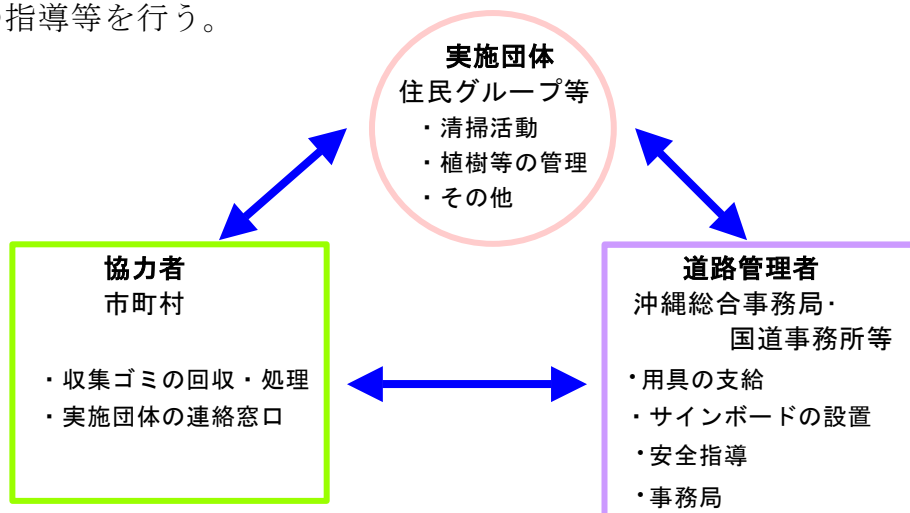 指導等を行う。
実施団体
住民グループ等
・清掃活動
・植樹等の管理
・その他
協力者
市町村
・収集ゴミの回収・処理
・実施団体の連絡窓口
道路管理者
沖縄総合事務局・
国道事務所等
・用具の支給
・サインボードの設置
・安全指導
・事務局